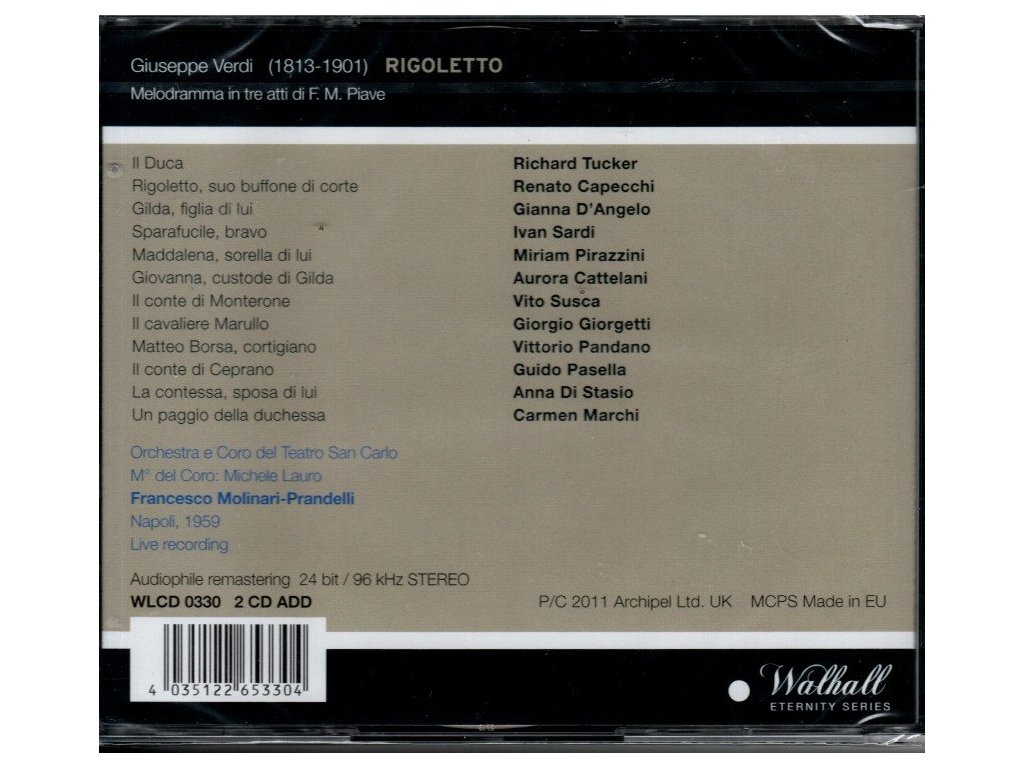 Giuseppe Verdi (1813-1901) RIGOLETTO
Melodramma in tre atti di F. M. Piave
Il Duca Richard Tucker
Rigoletto, suo buffone di corte Renato Capecchi
Gilda, figlia di lui Gianna D'Angelo
Sparafucile, bravo Ivan Sardi
Maddalena, sorella di lui Miriam Pirazzini
Giovanna, custode di Gilda Aurora Cattelani
Il conte di Monterone Vito Susca
Il cavaliere Marullo Giorgio Giorgetti
Matteo Borsa, cortigiano Vittorio Pandano
Il conte di Ceprano Guido Pasella
La contessa, sposa di lui Anna Di Stasio
Un paggio della duchessa Carmen Marchi
Orchestra e Coro del Teatro San Carlo
M° del Coro: Michele Lauro
Francesco Molinari-Prandelli
Napoli, 1959
Live recording
Audiophile remastering 24 bit / 96 kHz STEREO
WLCD 0330 2 CD ADD P/C 2011 Archipel Ltd. UK MCPS Made in EU
4 035122 653304
Walhall
ETERNITY SERIES